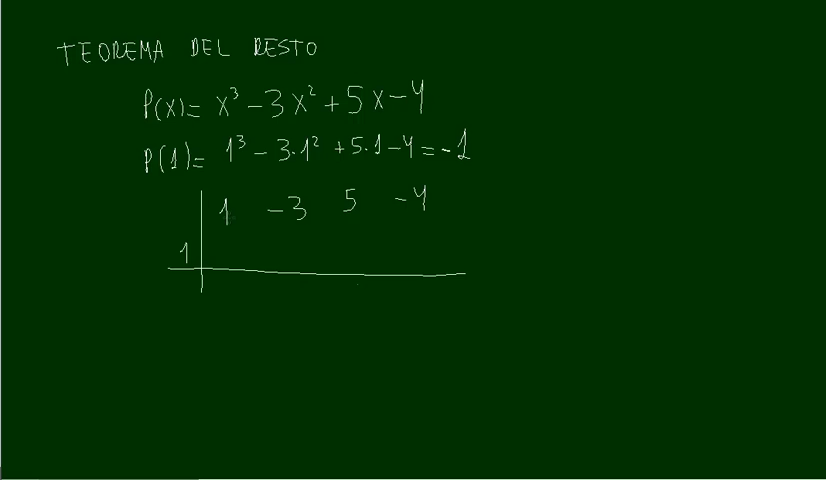 TEOREMA DEL RESTO
P(x)= x³ -3x² +5x-4
P(1)= 1³ -3·1² +5·1-4=-1
1 -3 5 -4
1